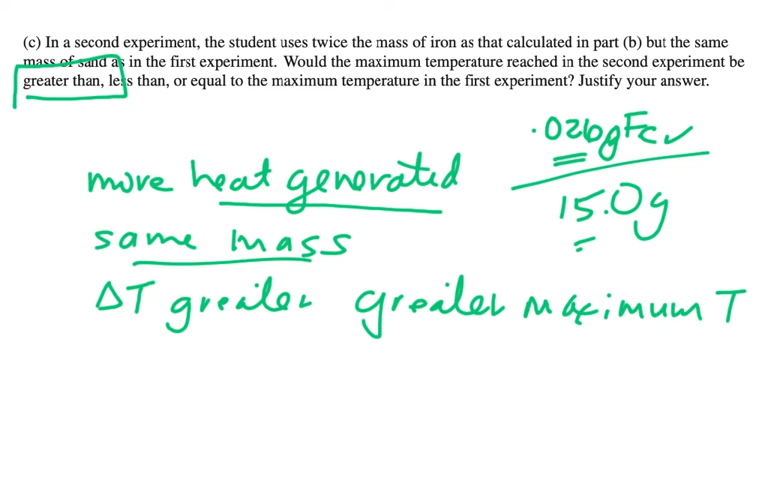 (c) In a second experiment, the student uses twice the mass of iron as that calculated in part (b) but the same
mass of sand as in the first experiment. Would the maximum temperature reached in the second experiment be
greater than, less than, or equal to the maximum temperature in the first experiment? Justify your answer.
.026g Fe ✓
15.0g
more heat generated
same mass
ΔT greater greater maximum T